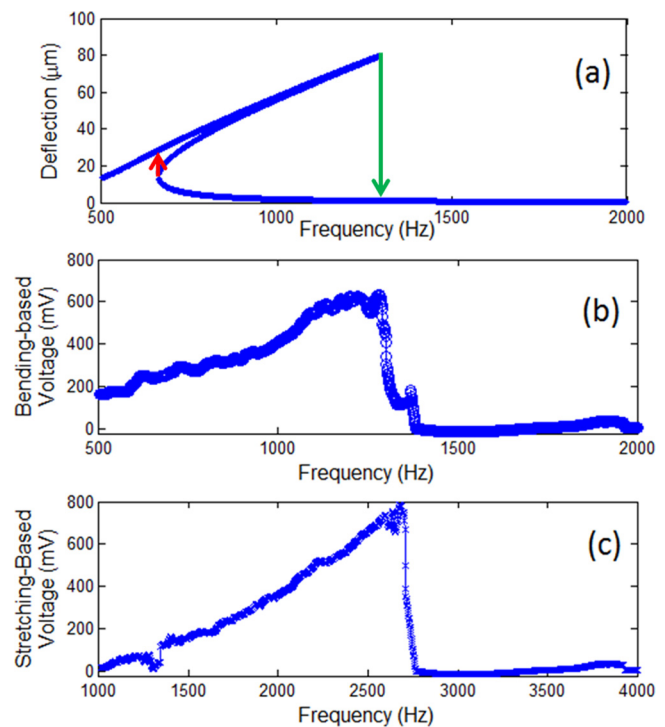 100
80
60
40
20
0
Deflection (μm)
(a)
500
1000
1500
2000
Frequency (Hz)
800
600
400
200
0
Bending-based
Voltage (mV)
(b)
500
1000
1500
2000
Frequency (Hz)
800
600
400
200
0
Stretching-Based
Voltage (mV)
(c)
1000
1500
2000
2500
3000
3500
4000
Frequency (Hz)